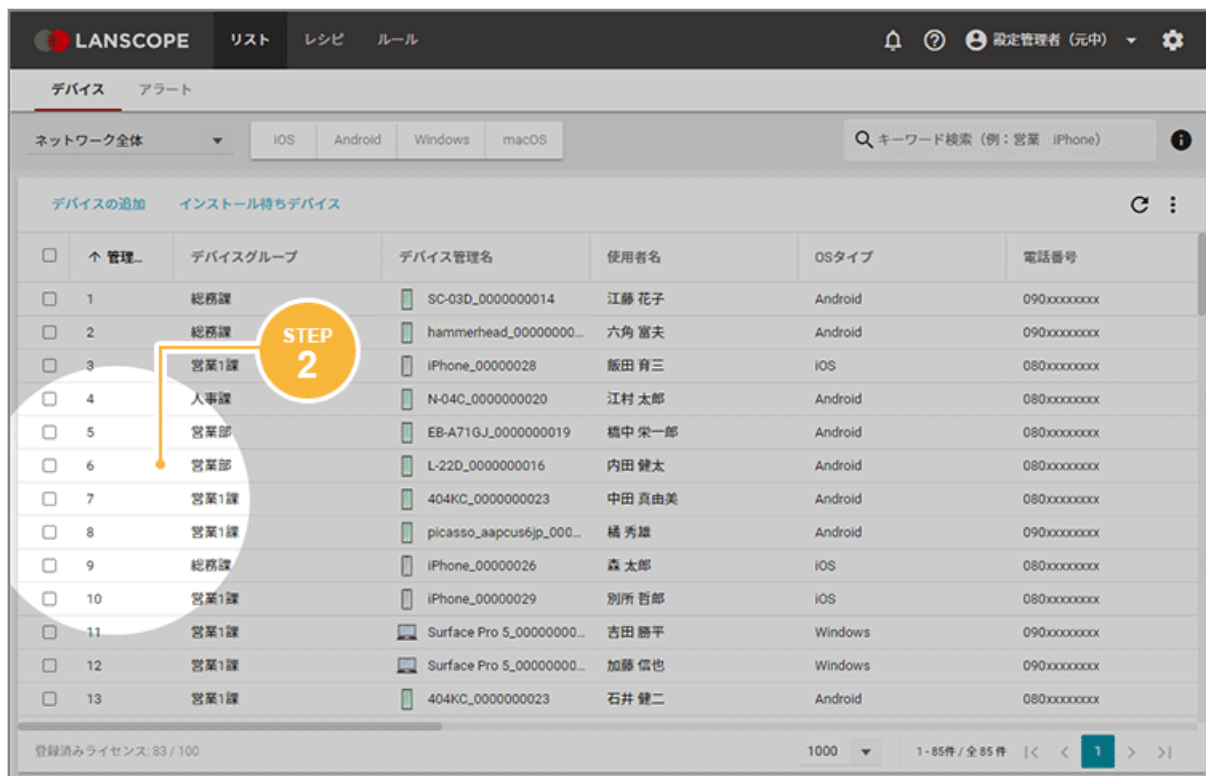 LANSCOPE リスト レシピ ルール 設定管理者（元中）
デバイス アラート
ネットワーク全体 iOS Android Windows macOS キーワード検索（例：営業 iPhone）
デバイスの追加 インストール待ちデバイス
↑ 管理... デバイスグループ デバイス管理名 使用者名 OSタイプ 電話番号
1 総務課 SC-03D_0000000014 江藤 花子 Android 090xxxxxxxx
2 総務課 hammerhead_00000000... 六角 富夫 Android 090xxxxxxxx
STEP
2
3 営業1課 iPhone_00000028 飯田 育三 iOS 080xxxxxxxx
4 人事課 N-04C_0000000020 江村 太郎 Android 080xxxxxxxx
5 営業部 EB-A71GJ_0000000019 橋中 栄一郎 Android 080xxxxxxxx
6 営業部 L-22D_0000000016 内田 健太 Android 080xxxxxxxx
7 営業1課 404KC_0000000023 中田 真由美 Android 080xxxxxxxx
8 営業1課 picasso_aapcus6jp_000... 橘 秀雄 Android 090xxxxxxxx
9 総務課 iPhone_00000026 森 太郎 iOS 080xxxxxxxx
10 営業1課 iPhone_00000029 別所 哲郎 iOS 080xxxxxxxx
11 営業1課 Surface Pro 5_00000000... 吉田 勝平 Windows 090xxxxxxxx
12 営業1課 Surface Pro 5_00000000... 加藤 信也 Windows 090xxxxxxxx
13 営業1課 404KC_0000000023 石井 健二 Android 080xxxxxxxx
登録済みライセンス: 83 / 100 1000 1 - 85件 / 全 85 件 1